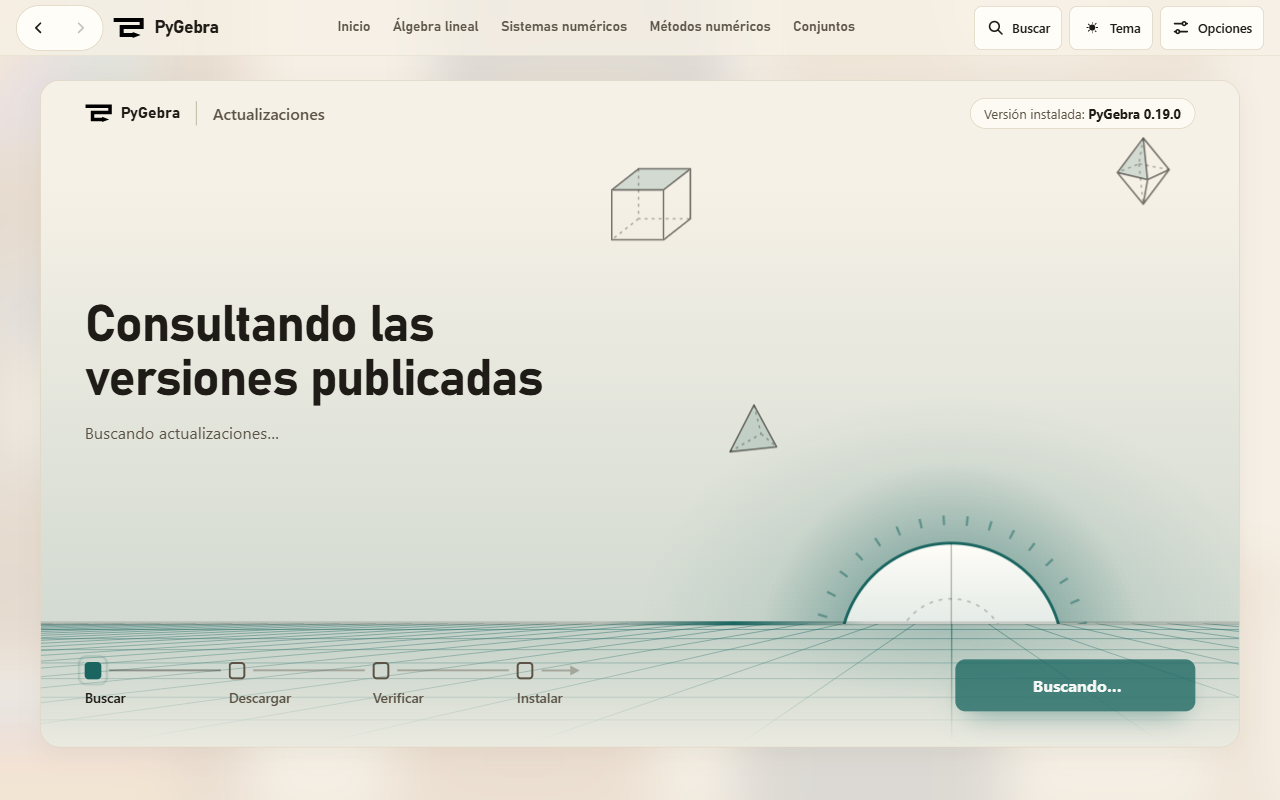 PyGebra
Inicio
Álgebra lineal
Sistemas numéricos
Métodos numéricos
Conjuntos
Buscar
Tema
Opciones
PyGebra
Actualizaciones
Versión instalada: PyGebra 0.19.0
Consultando las
versiones publicadas
Buscando actualizaciones...
Buscar
Descargar
Verificar
Instalar
Buscando...